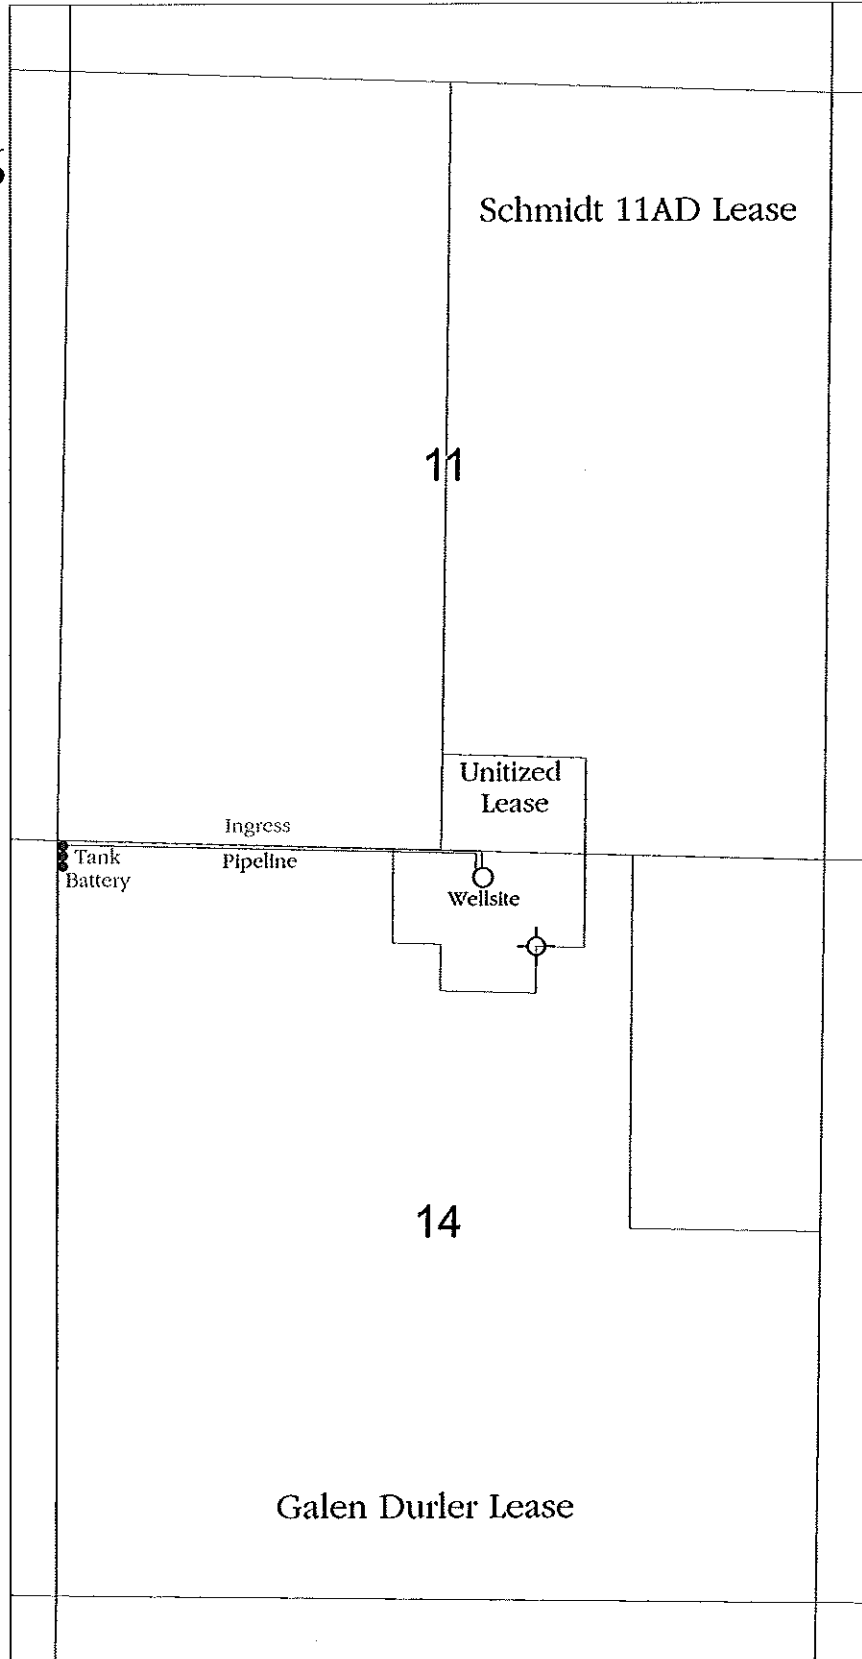 Schmidt 11AD Lease
11
Unitized
Lease
Ingress
Pipeline
Tank
Battery
Wellsite
14
Galen Durler Lease